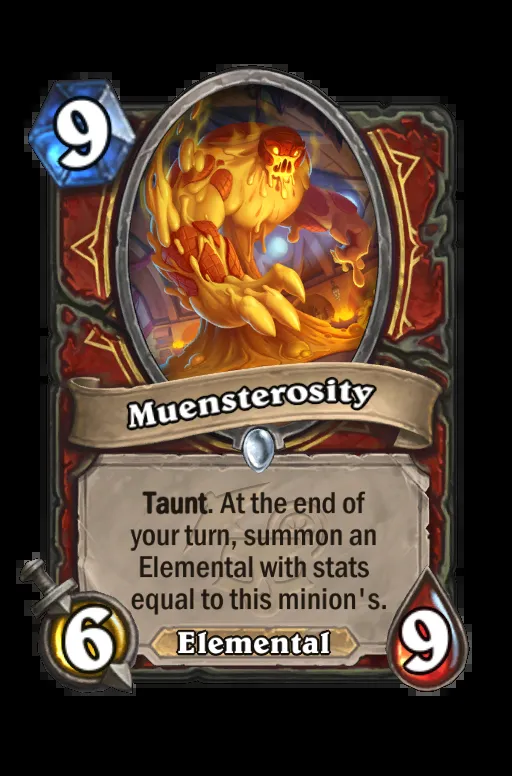 9
Muensterosity
Taunt. At the end of
your turn, summon an
Elemental with stats
equal to this minion's.
6
Elemental
9